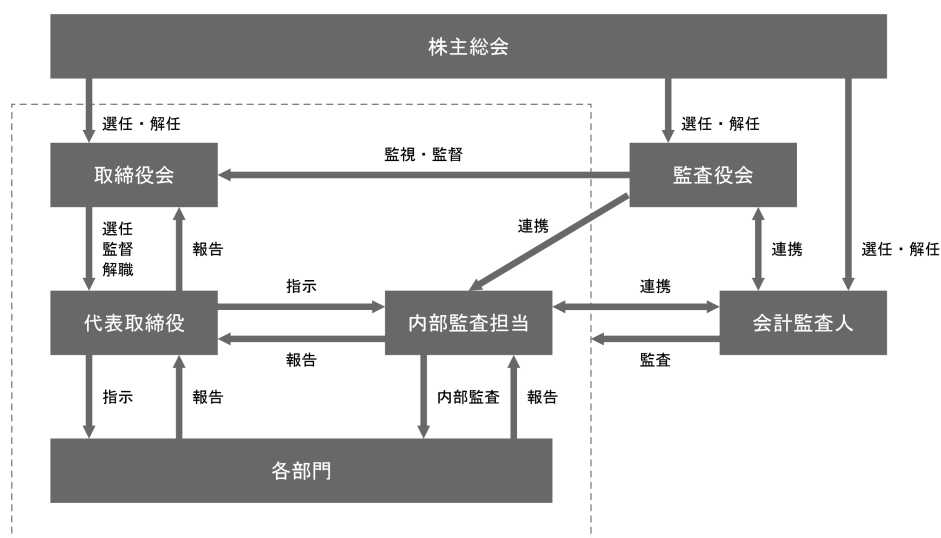 株主総会
選任・解任
選任・解任
取締役会
監視・監督
監査役会
選任
監督
解職
報告
連携
連携
選任・解任
代表取締役
指示
報告
内部監査担当
連携
監査
会計監査人
指示
報告
内部監査
報告
各部門